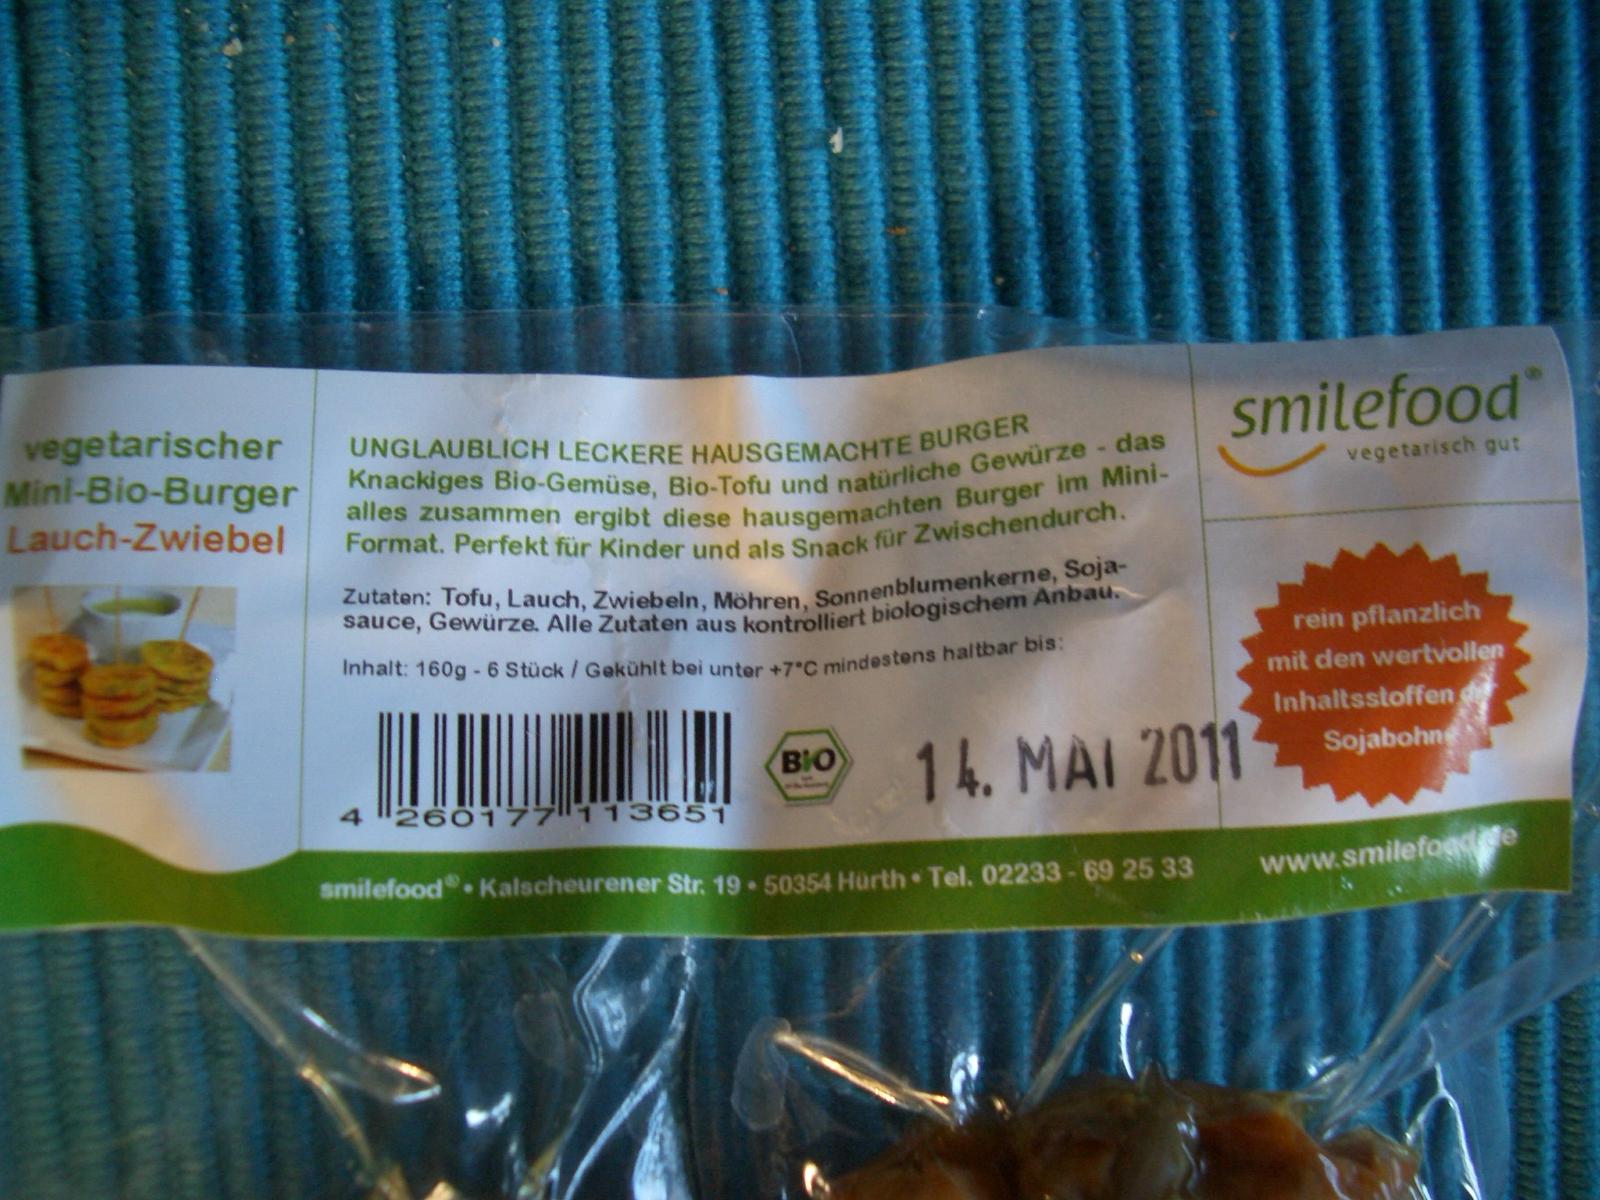 vegetarischer
Mini-Bio-Burger
Lauch-Zwiebel
UNGLAUBLICH LECKERE HAUSGEMACHTE BURGER
Knackiges Bio-Gemüse, Bio-Tofu und natürliche Gewürze - das
alles zusammen ergibt diese hausgemachten Burger im Mini-
Format. Perfekt für Kinder und als Snack für Zwischendurch.
Zutaten: Tofu, Lauch, Zwiebeln, Möhren, Sonnenblumenkerne, Soja-
sauce, Gewürze. Alle Zutaten aus kontrolliert biologischem Anbau.
Inhalt: 160g - 6 Stück / Gekühlt bei unter +7°C mindestens haltbar bis:
4 260177 113651
BIO
14. MAI 2011
smilefood®
vegetarisch gut
rein pflanzlich
mit den wertvollen
Inhaltsstoffen
Sojabohne
smilefood® • Kalscheurener Str. 19 • 50354 Hürth • Tel. 02233 - 69 25 33
www.smilefood.de